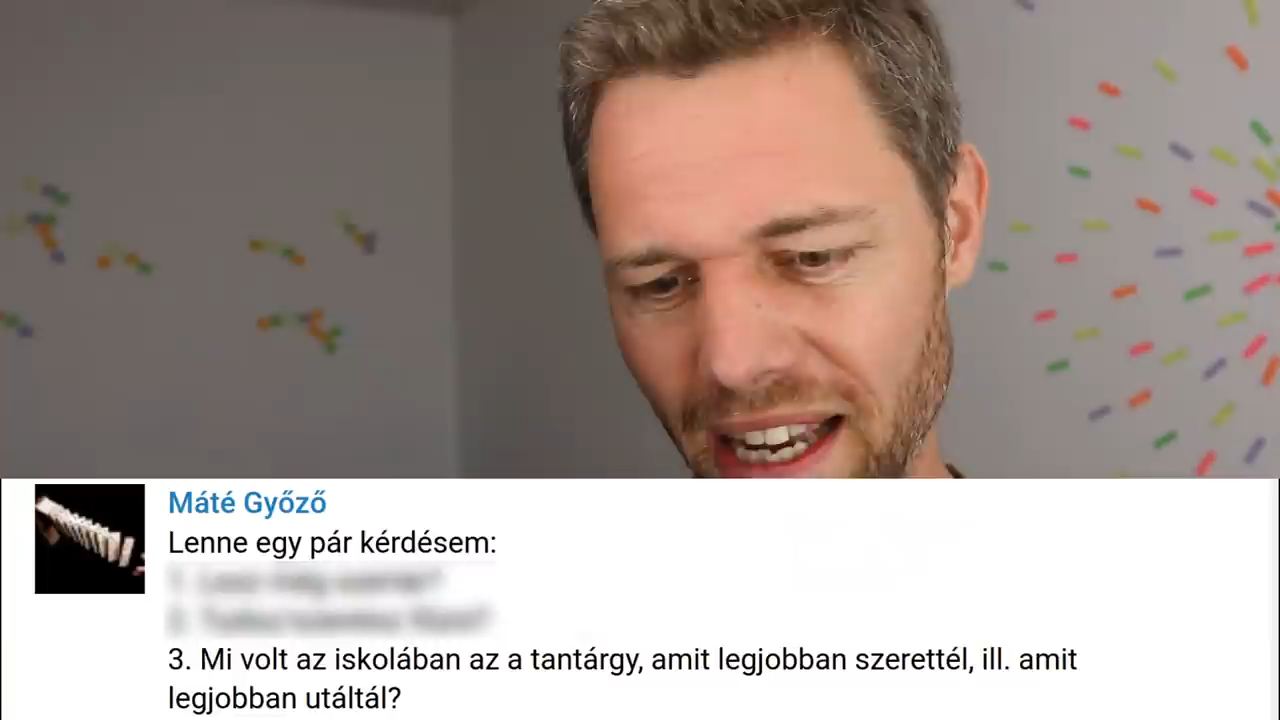 Máté Győző
Lenne egy pár kérdésem:
3. Mi volt az iskolában az a tantárgy, amit legjobban szerettél, ill. amit
legjobban utáltál?